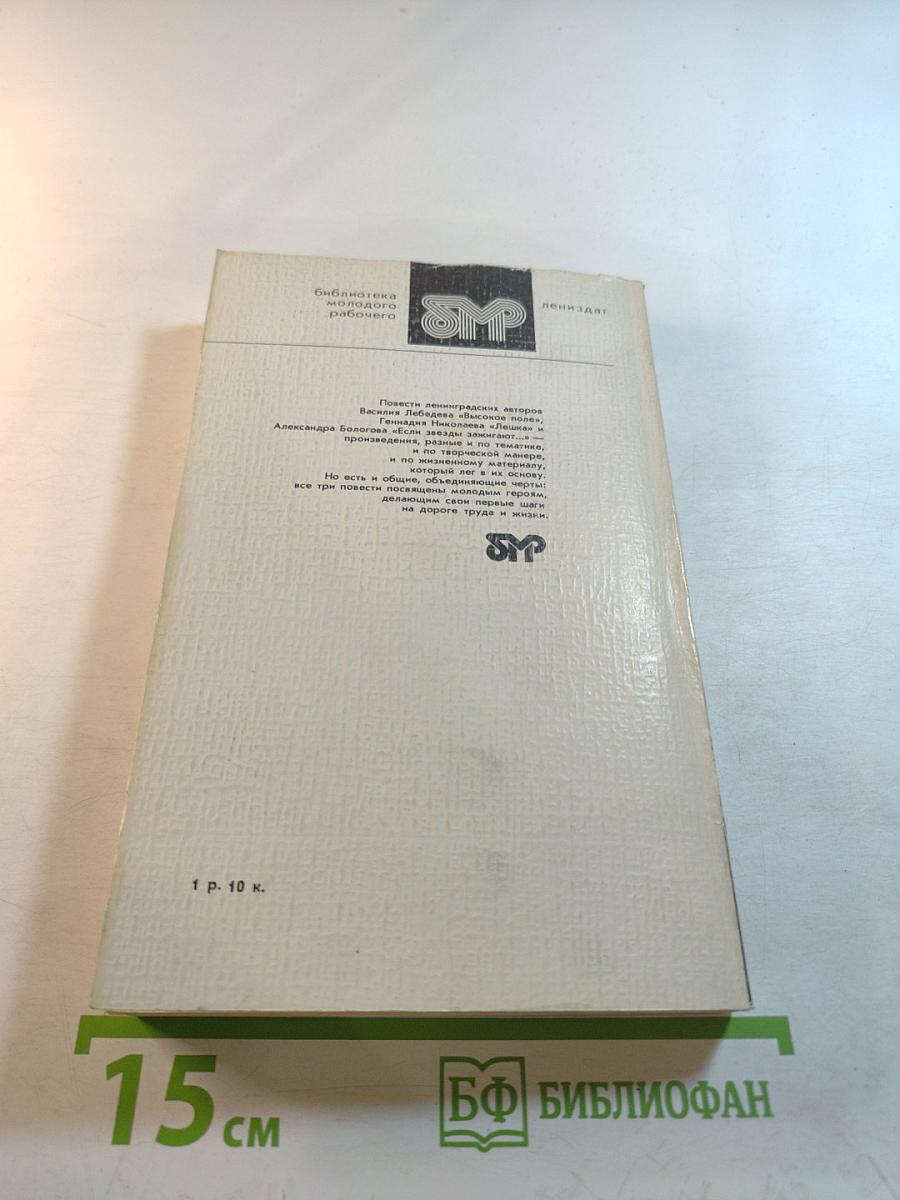 библиотека
молодого
рабочего
БМР
лениздат
Повести ленинградских авторов
Василия Лебедева «Высокое поле»,
Геннадия Николаева «Лешка» и
Александра Бологова «Если звезды зажигают...» —
произведения, разные и по тематике,
и по творческой манере,
и по жизненному материалу,
который лег в их основу.
Но есть и общие, объединяющие черты:
все три повести посвящены молодым героям,
делающим свои первые шаги
на дороге труда и жизни.
БМР
1 р. 10 к.
15 см
БФ БИБЛИОФАН